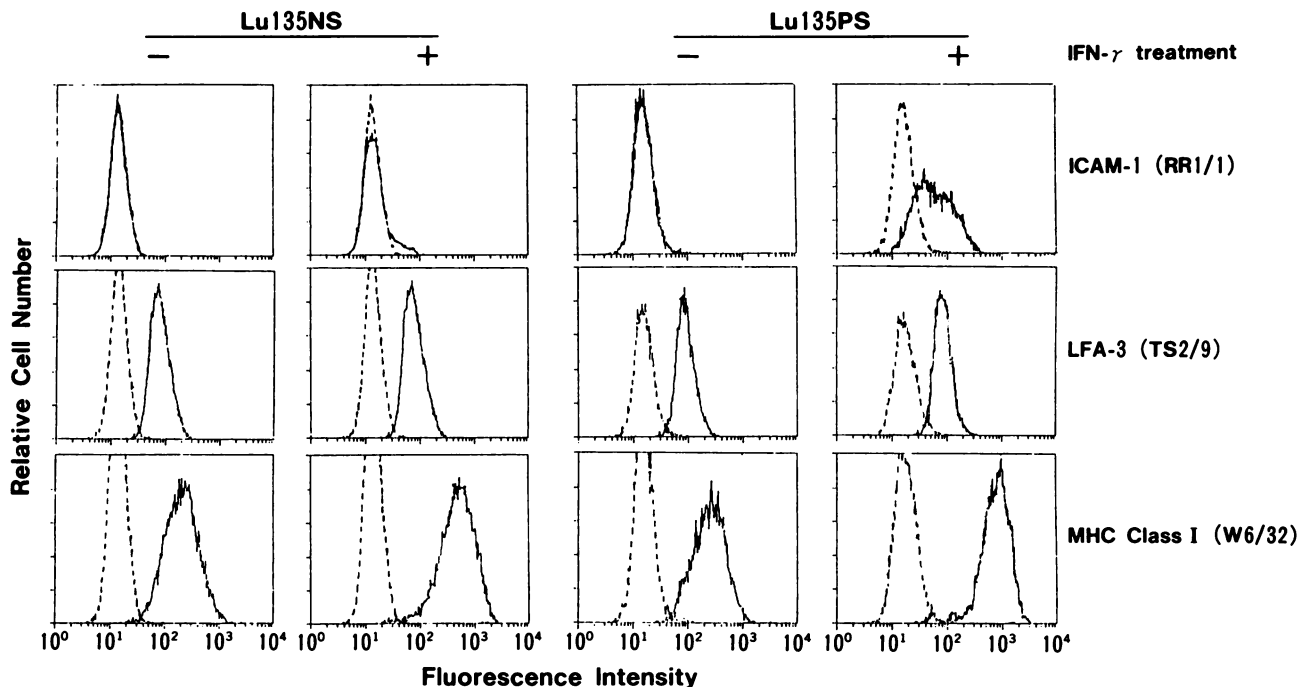 Lu135NS Lu135PS
− + − + IFN-γ treatment
ICAM-1 (RR1/1)
LFA-3 (TS2/9)
MHC Class I (W6/32)
Relative Cell Number
10⁰ 10¹ 10² 10³ 10⁴ 10⁰ 10¹ 10² 10³ 10⁴ 10⁰ 10¹ 10² 10³ 10⁴ 10⁰ 10¹ 10² 10³ 10⁴
Fluorescence Intensity